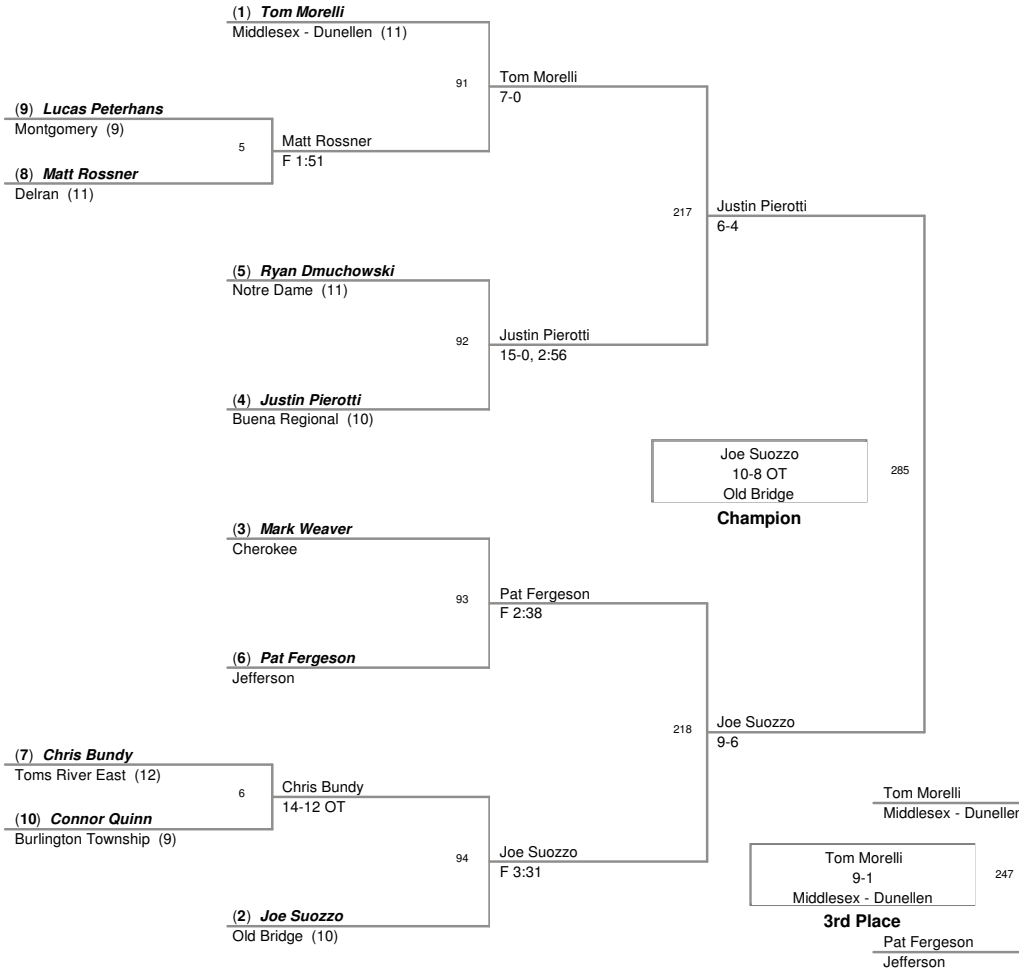 (1) Tom Morelli
Middlesex - Dunellen (11)
91
Tom Morelli
7-0
(9) Lucas Peterhans
Montgomery (9)
5
Matt Rossner
F 1:51
(8) Matt Rossner
Delran (11)
217
Justin Pierotti
6-4
(5) Ryan Dmuchowski
Notre Dame (11)
92
Justin Pierotti
15-0, 2:56
(4) Justin Pierotti
Buena Regional (10)
Joe Suozzo
10-8 OT
Old Bridge
285
Champion
(3) Mark Weaver
Cherokee
93
Pat Fergeson
F 2:38
(6) Pat Fergeson
Jefferson
218
Joe Suozzo
9-6
(7) Chris Bundy
Toms River East (12)
6
Chris Bundy
14-12 OT
(10) Connor Quinn
Burlington Township (9)
94
Joe Suozzo
F 3:31
(2) Joe Suozzo
Old Bridge (10)
Tom Morelli
Middlesex - Dunellen
Tom Morelli
9-1
Middlesex - Dunellen
247
3rd Place
Pat Fergeson
Jefferson